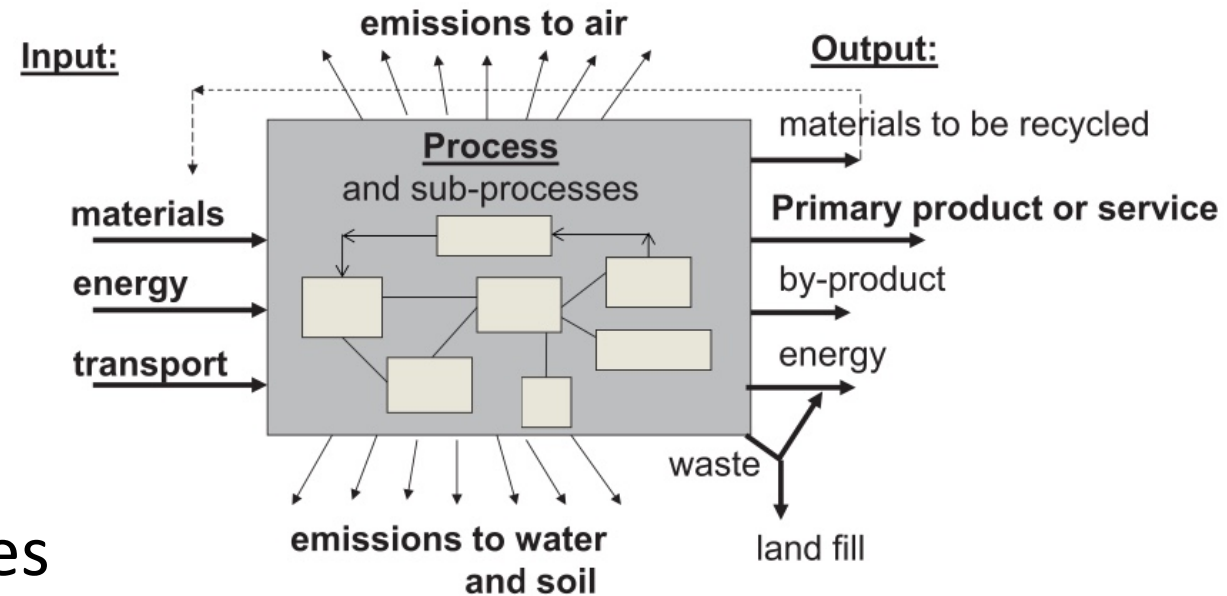 emissions to air
Input:
Output:
materials to be recycled
Process
and sub-processes
materials
Primary product or service
energy
by-product
transport
energy
waste
emissions to water
and soil
land fill
es